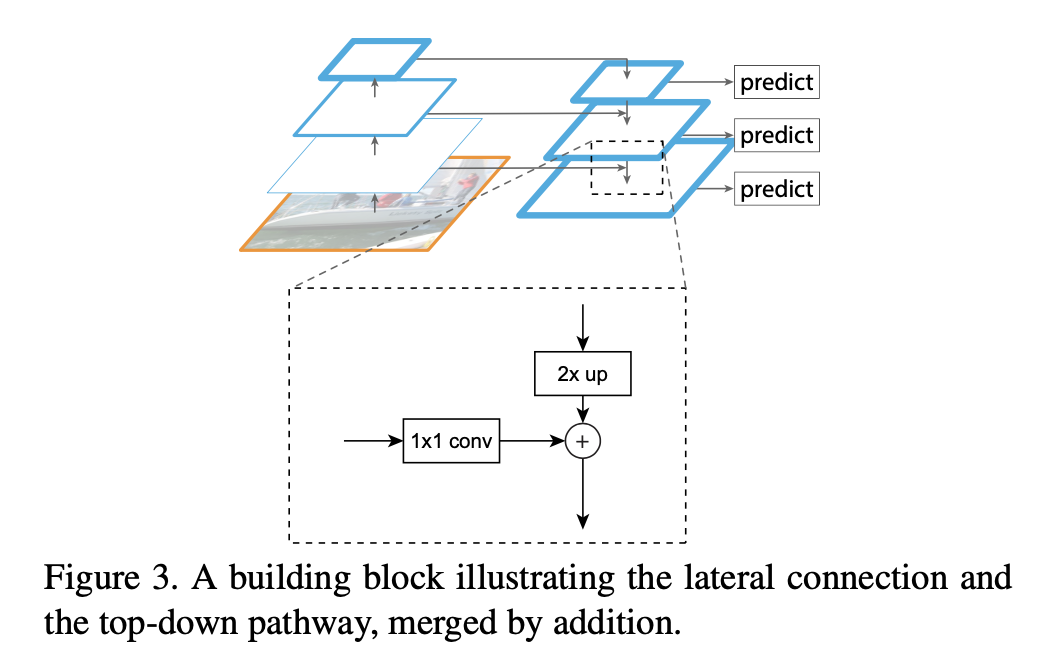 predict
predict
predict
2x up
1x1 conv
+
Figure 3. A building block illustrating the lateral connection and
the top-down pathway, merged by addition.